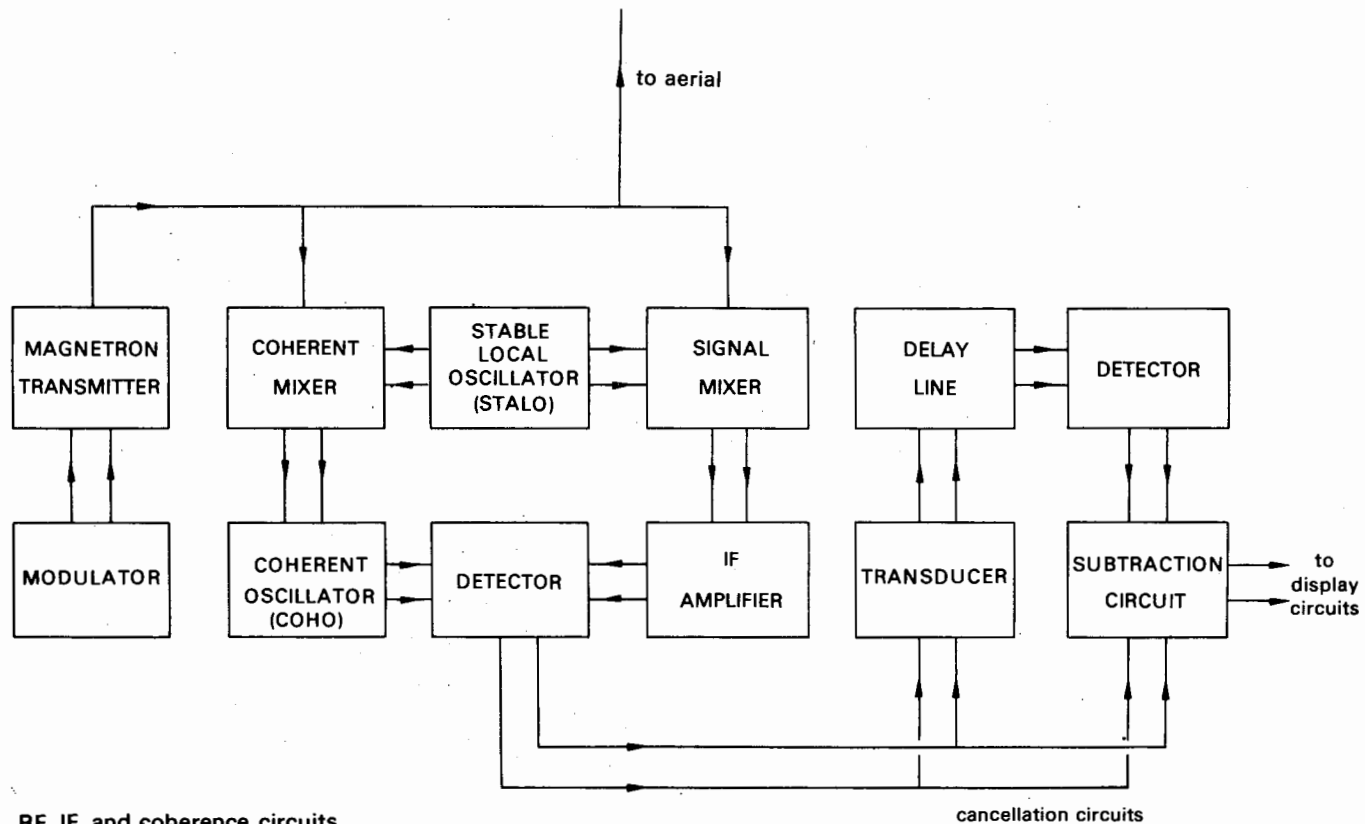 to aerial
MAGNETRON
TRANSMITTER
COHERENT
MIXER
STABLE
LOCAL
OSCILLATOR
(STALO)
SIGNAL
MIXER
DELAY
LINE
DETECTOR
MODULATOR
COHERENT
OSCILLATOR
(COHO)
DETECTOR
IF
AMPLIFIER
TRANSDUCER
SUBTRACTION
CIRCUIT
to
display
circuits
RF, IF, and coherence circuits
cancellation circuits